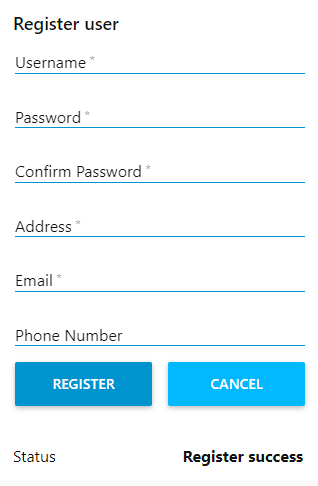 Register user
Username *
Password *
Confirm Password *
Address *
Email *
Phone Number
REGISTER CANCEL
Status Register success